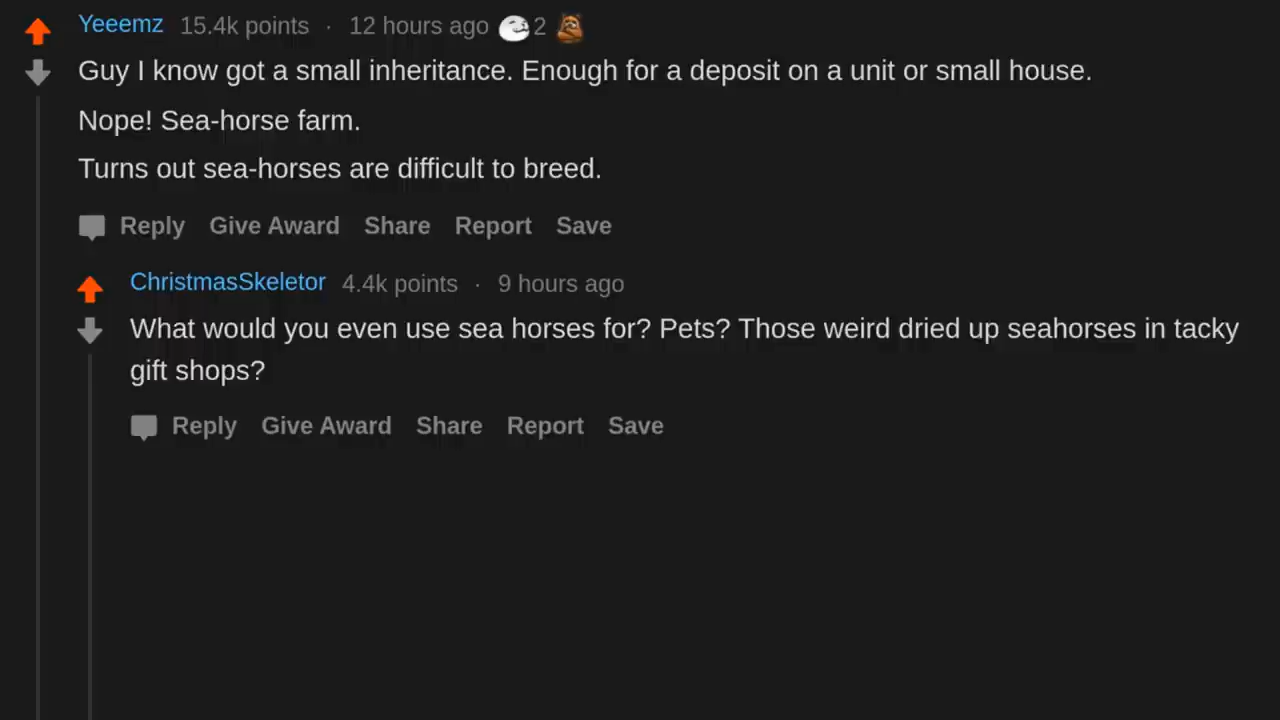 Yeeemz 15.4k points · 12 hours ago 2
Guy I know got a small inheritance. Enough for a deposit on a unit or small house.
Nope! Sea-horse farm.
Turns out sea-horses are difficult to breed.
Reply Give Award Share Report Save
ChristmasSkeletor 4.4k points · 9 hours ago
What would you even use sea horses for? Pets? Those weird dried up seahorses in tacky
gift shops?
Reply Give Award Share Report Save